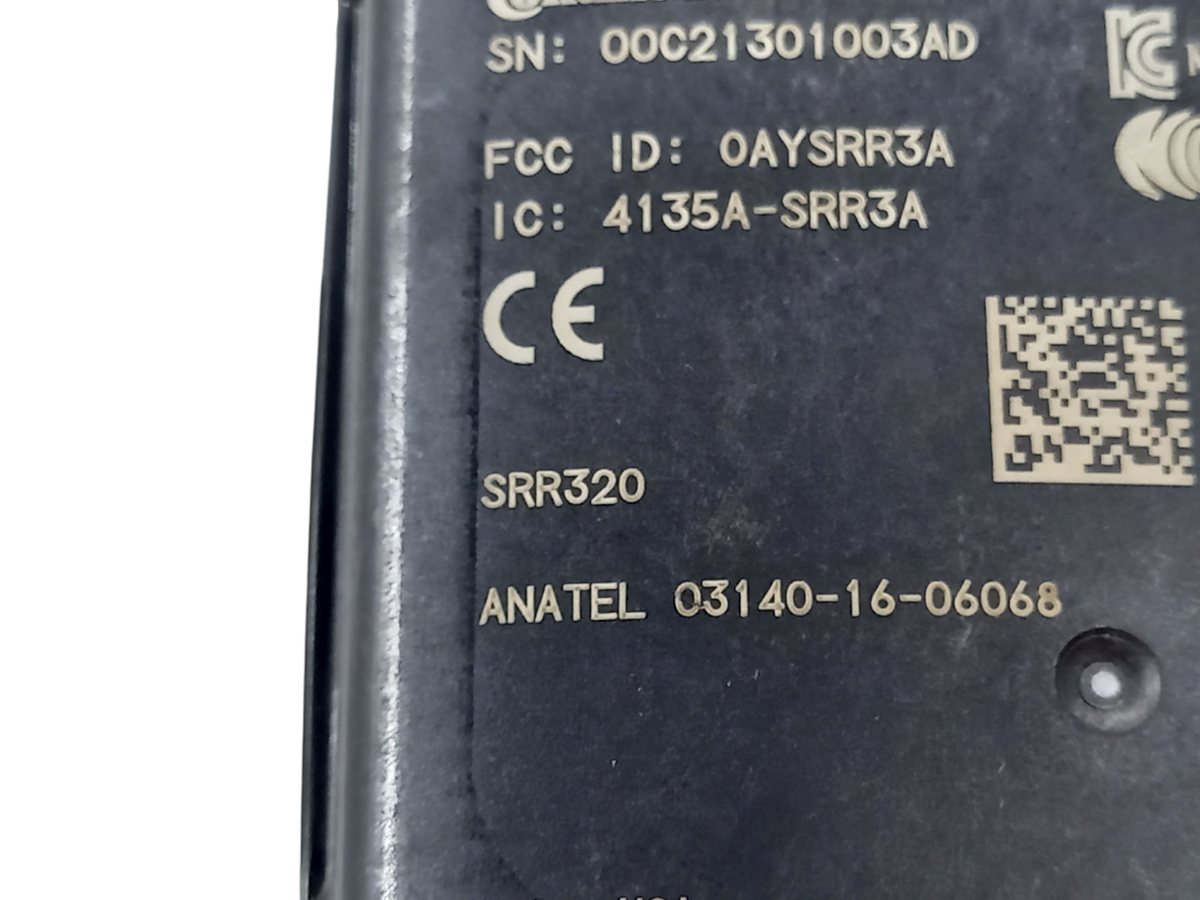 SN: 00C21301003AD
FCC ID: OAYSRR3A
IC: 4135A-SRR3A
CE
SRR320
ANATEL 03140-16-06068